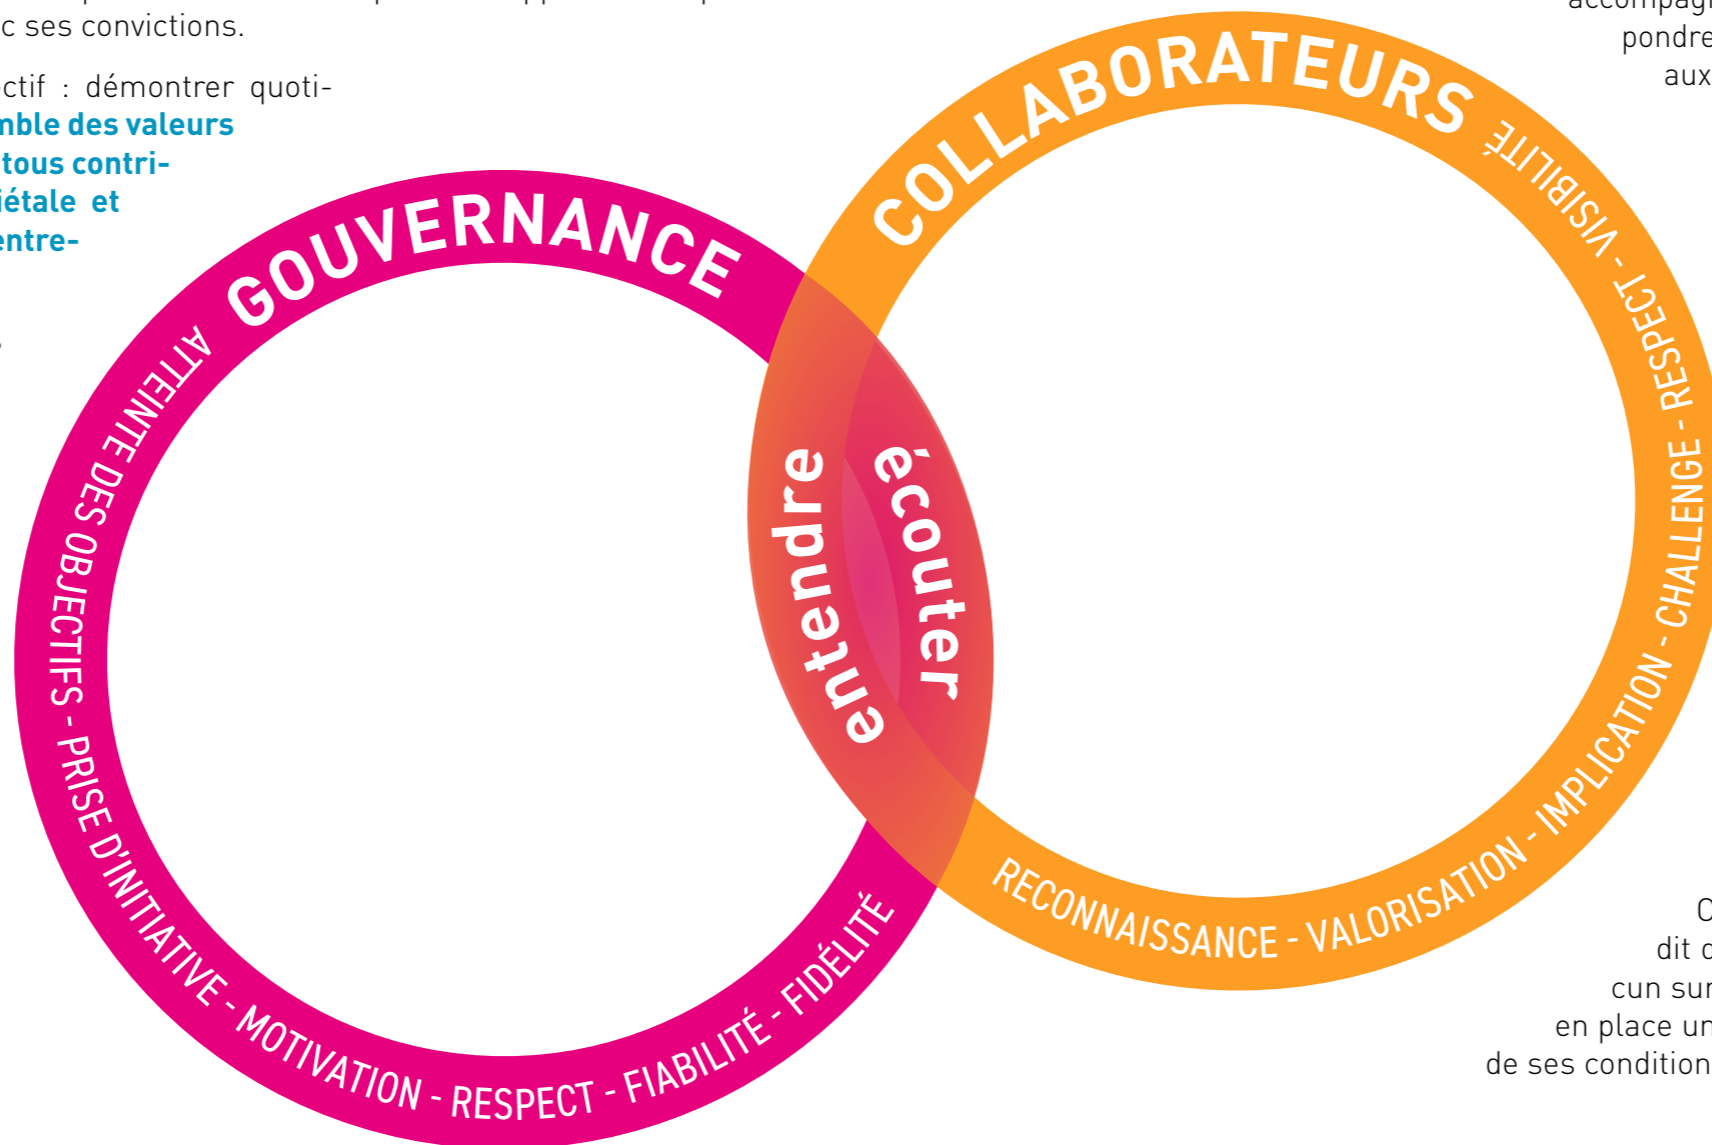 c ses convictions.
ctif : démontrer quoti-
mble des valeurs
tous contri-
iétale et
entre-
GOUVERNANCE
ATTEINTE DES OBJECTIFS - PRISE D'INITIATIVE - MOTIVATION - RESPECT - FIABILITÉ - FIDÉLITÉ
entendre
écouter
COLLABORATEURS
RECONNAISSANCE - VALORISATION - IMPLICATION - CHALLENGE - RESPECT - VISIBILITÉ
pondre
aux
dit d
cun sur
en place un
de ses condition